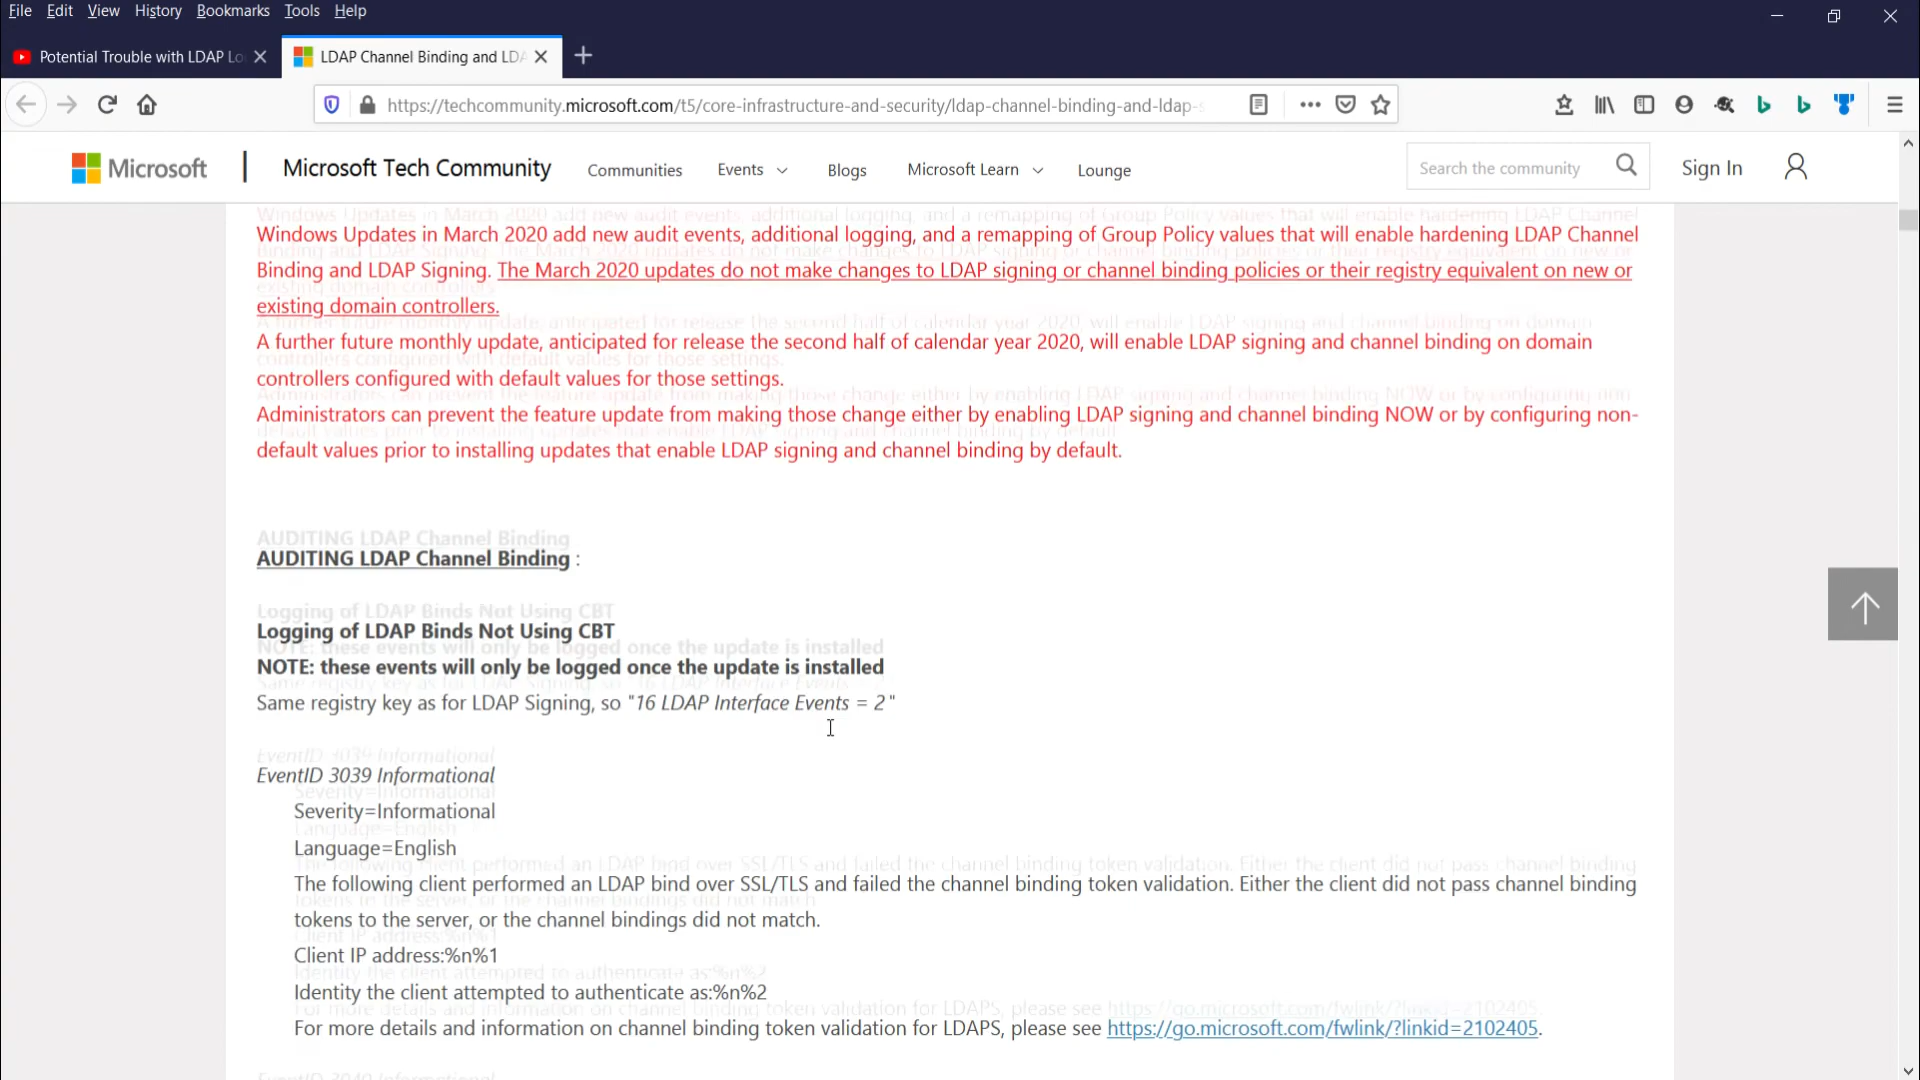 File Edit View History Bookmarks Tools Help
Potential Trouble with LDAP Lo
LDAP Channel Binding and LDA
https://techcommunity.microsoft.com/t5/core-infrastructure-and-security/ldap-channel-binding-and-ldap-s
Microsoft
Microsoft Tech Community
Communities
Events
Blogs
Microsoft Learn
Lounge
Search the community
Sign In
Windows Updates in March 2020 add new audit events, additional logging, and a remapping of Group Policy values that will enable hardening LDAP Channel
Binding and LDAP Signing. The March 2020 updates do not make changes to LDAP signing or channel binding policies or their registry equivalent on new or
existing domain controllers.
A further future monthly update, anticipated for release the second half of calendar year 2020, will enable LDAP signing and channel binding on domain
controllers configured with default values for those settings.
Administrators can prevent the feature update from making those change either by enabling LDAP signing and channel binding NOW or by configuring non-
default values prior to installing updates that enable LDAP signing and channel binding by default.
AUDITING LDAP Channel Binding :
Logging of LDAP Binds Not Using CBT
NOTE: these events will only be logged once the update is installed
Same registry key as for LDAP Signing, so "16 LDAP Interface Events = 2"
EventID 3039 Informational
Severity=Informational
Language=English
The following client performed an LDAP bind over SSL/TLS and failed the channel binding token validation. Either the client did not pass channel binding
tokens to the server, or the channel bindings did not match.
Client IP address:%n%1
Identity the client attempted to authenticate as:%n%2
For more details and information on channel binding token validation for LDAPS, please see https://go.microsoft.com/fwlink/?linkid=2102405.